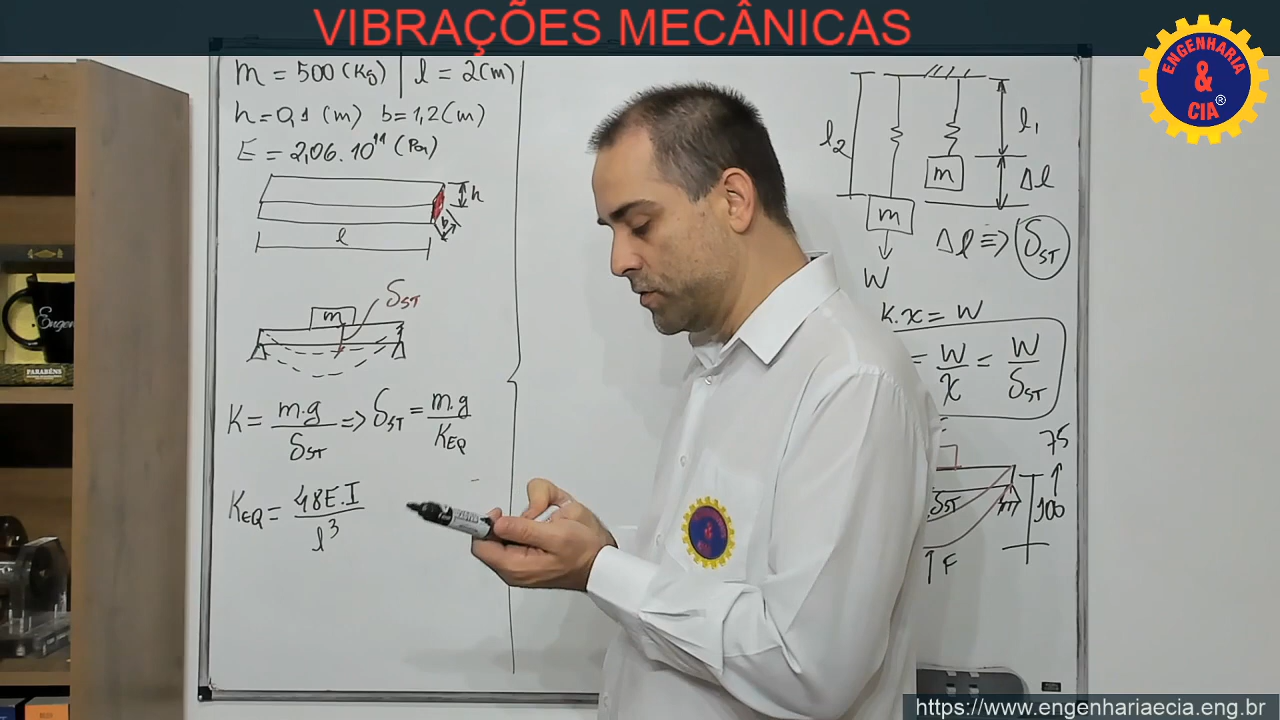 VIBRAÇÕES MECÂNICAS
ENGENHARIA
&
CIA®
m = 500 (Kg) | l = 2 (m)
h = 0,1 (m) b = 1,2 (m)
E = 2,06.10¹¹ (Pa)
h
b
l
m
δST
K = m.g / δST => δST = m.g / KEQ
KEQ = 48E.I / l³
l2
l1
m
Δl
m
W
Δl ≡> δST
K.x = W
= W / x = W / δST
75
δST
100
F
PARABÉNS
https://www.engenhariaecia.eng.br